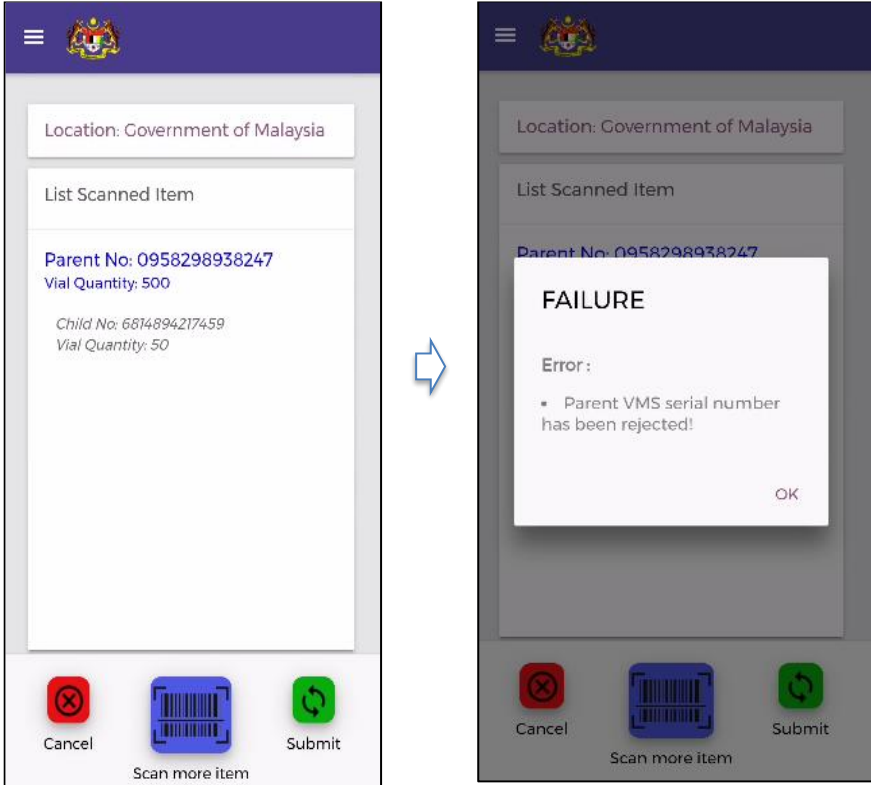 Location: Government of Malaysia
List Scanned Item
Parent No: 0958298938247
Vial Quantity: 500
Child No: 6814894217459
Vial Quantity: 50
Cancel
Submit
Scan more item
Location: Government of Malaysia
List Scanned Item
Parent No: 0958298938247
FAILURE
Error :
▪ Parent VMS serial number
has been rejected!
OK
Cancel
Submit
Scan more item